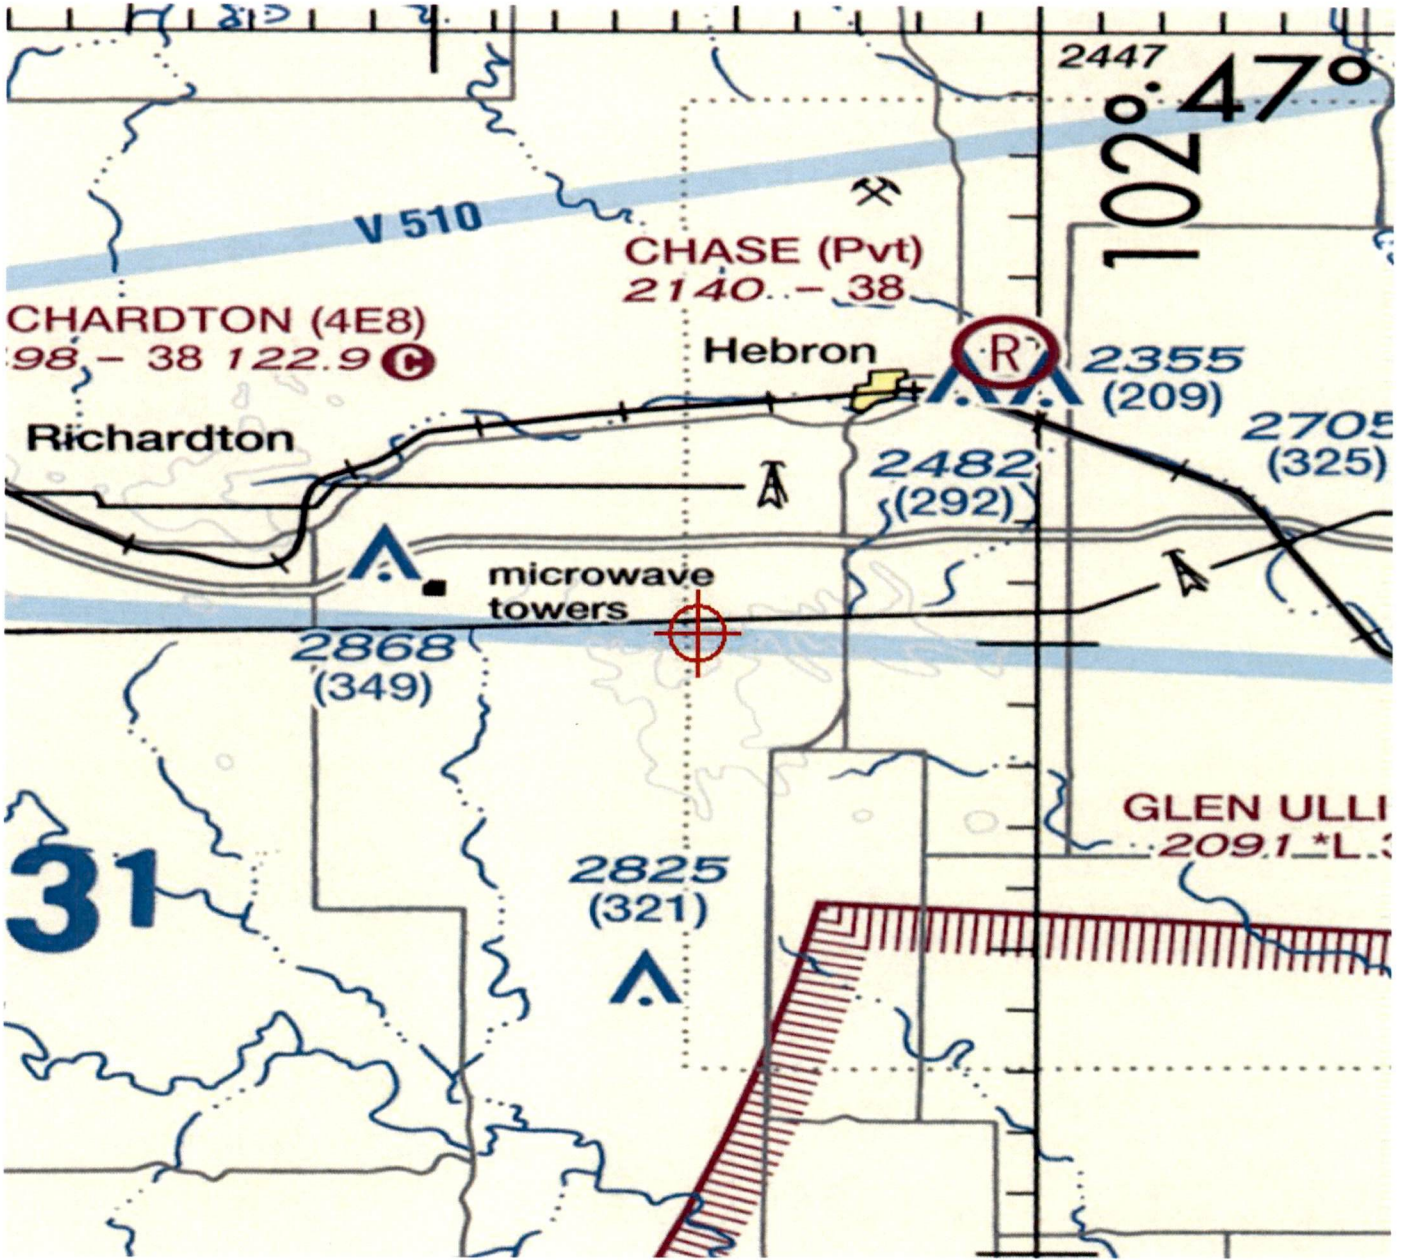 2447
47°
102°
V 510
CHASE (Pvt)
2140 - 38
CHARDTON (4E8)
98 - 38 122.9 C
Hebron
R
2355
(209)
Richardton
2705
(325)
2482
(292)
microwave
towers
2868
(349)
GLEN ULLI
2091 *L
31
2825
(321)